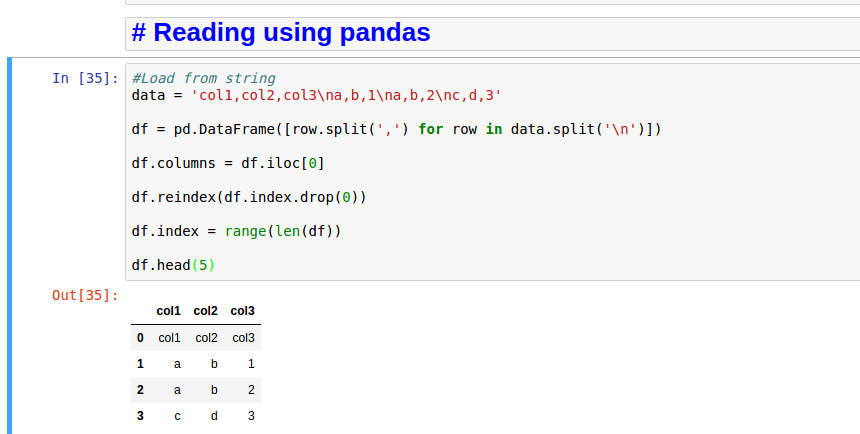 # Reading using pandas
In [35]: #Load from string
data = 'col1,col2,col3\na,b,1\na,b,2\nc,d,3'
df = pd.DataFrame([row.split(',') for row in data.split('\n')])
df.columns = df.iloc[0]
df.reindex(df.index.drop(0))
df.index = range(len(df))
df.head(5)
Out[35]:
col1 col2 col3
0 col1 col2 col3
1 a b 1
2 a b 2
3 c d 3